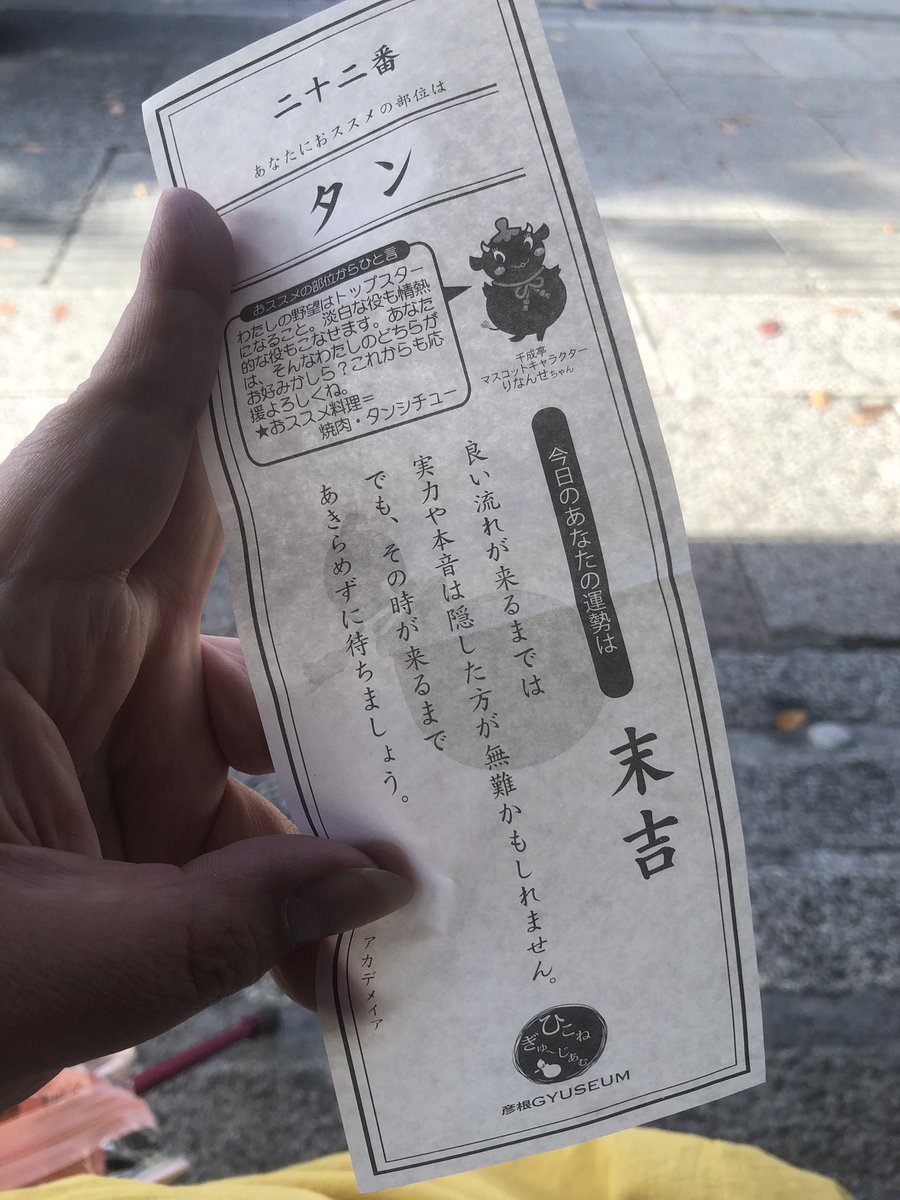 二十二番
あなたにおススメの部位は
タン
おススメの部位からひと言
わたしの野望はトップスター
になること。淡白な役も情熱
的な役もこなせます。あなた
は、そんなわたしのどちらが
お好みかしら？これからも応
援よろしくね。
★おススメ料理＝
焼肉・タンシチュー
千成亭
マスコットキャラクター
りなんせちゃん
今日のあなたの運勢は
末吉
良い流れが来るまでは
実力や本音は隠した方が無難かもしれません。
でも、その時が来るまで
あきらめずに待ちましょう。
アカデメイア
ひこね
ぎゅ〜じあむ
彦根GYUSEUM